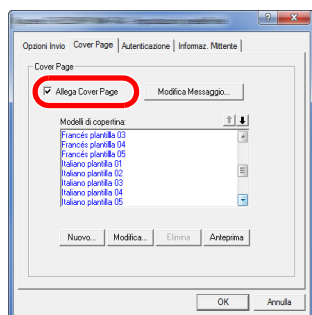 Opzioni Invio Cover Page Autenticazione Informaz. Mittente
Cover Page
Allega Cover Page Modifica Messaggio...
Modelli di copertina:
Francés plantilla 03
Francés plantilla 04
Francés plantilla 05
Italiano plantilla 01
Italiano plantilla 02
Italiano plantilla 03
Italiano plantilla 04
Italiano plantilla 05
Nuovo... Modifica... Elimina Anteprima
OK Annulla